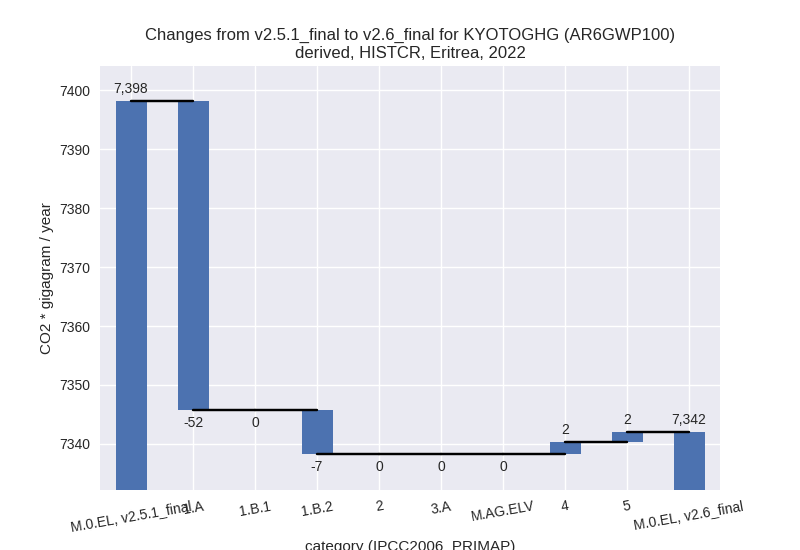 Changes from v2.5.1_final to v2.6_final for KYOTOGHG (AR6GWP100)
derived, HISTCR, Eritrea, 2022
CO2 * gigagram / year
7400
7390
7380
7370
7360
7350
7340
7,398
-52
0
-7
0
0
0
2
2
7,342
M.0.EL, v2.5.1_final
1.A
1.B.1
1.B.2
2
3.A
M.AG.ELV
4
5
M.0.EL, v2.6_final
category (IPCC2006_PRIMAP)